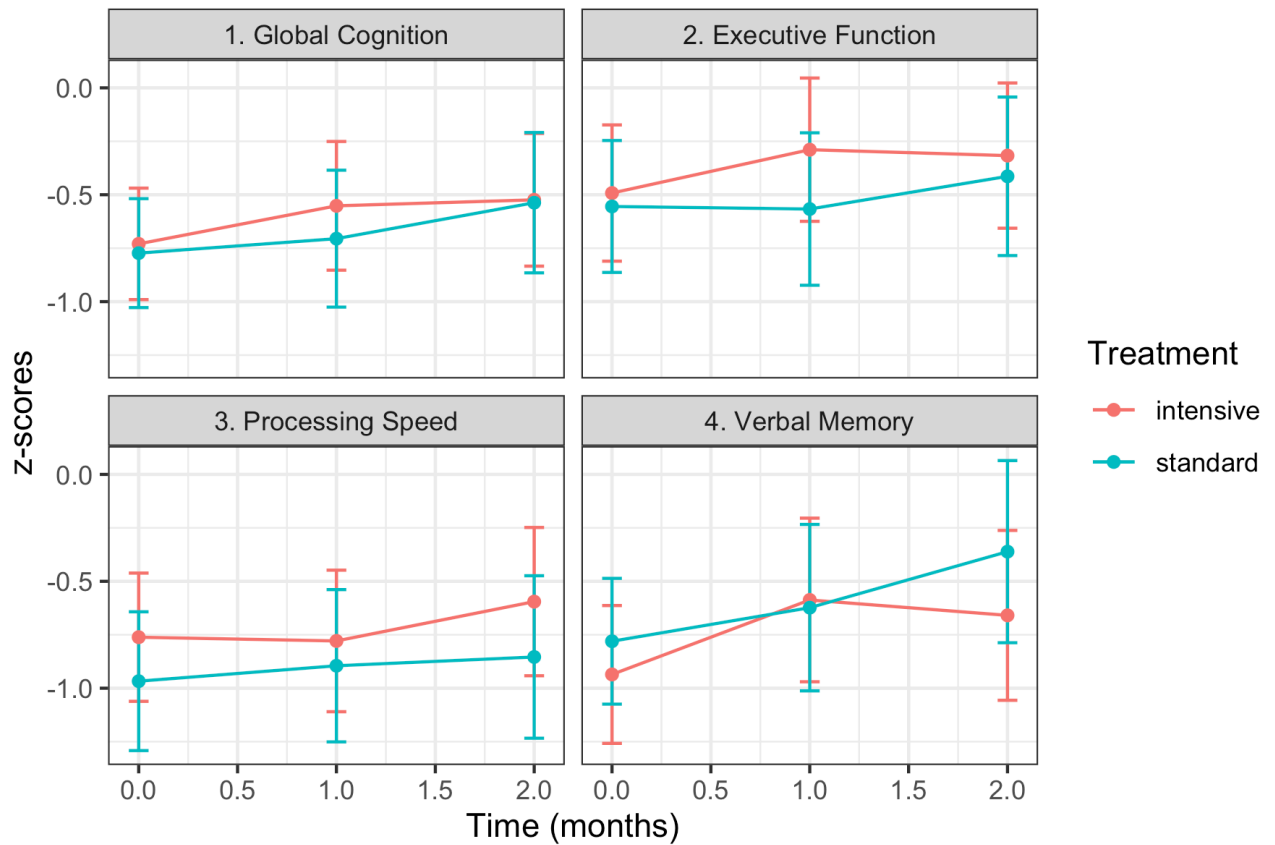 1. Global Cognition
2. Executive Function
0.0
-0.5
-1.0
3. Processing Speed
4. Verbal Memory
0.0
-0.5
-1.0
0.0 0.5 1.0 1.5 2.0
0.0 0.5 1.0 1.5 2.0
Time (months)
z-scores
Treatment
intensive
standard